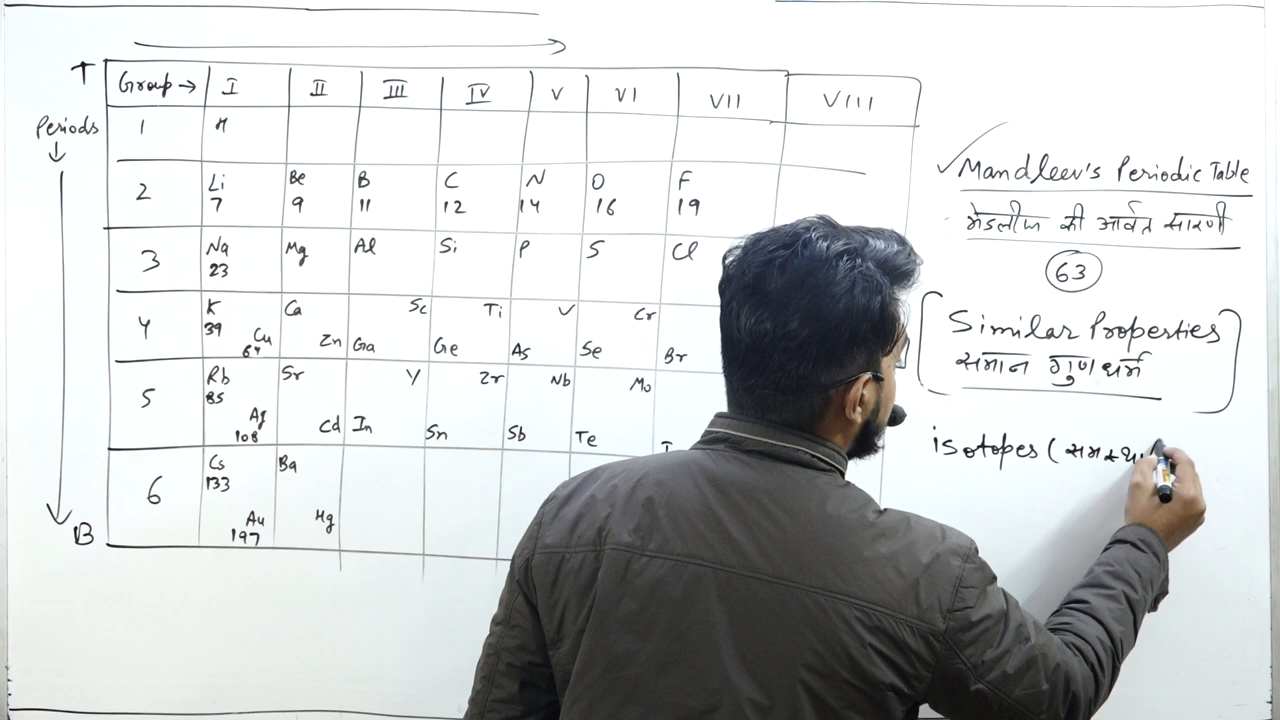 T
Group→ I II III IV V VI VII VIII
Periods
↓
1 H
2 Li Be B C N O F
7 9 11 12 14 16 19
3 Na Mg Al Si P S Cl
23
4 K Ca Sc Ti V Cr
39
Cu Zn Ga Ge As Se Br
64
5 Rb Sr Y Zr Nb Mo
85
Ag Cd In Sn Sb Te I
108
6 Cs Ba
133
Au Hg
197
B
Mandleev's Periodic Table
की आर्वत सारणी
63
Similar Properties
समान गुणधर्म
isotopes (